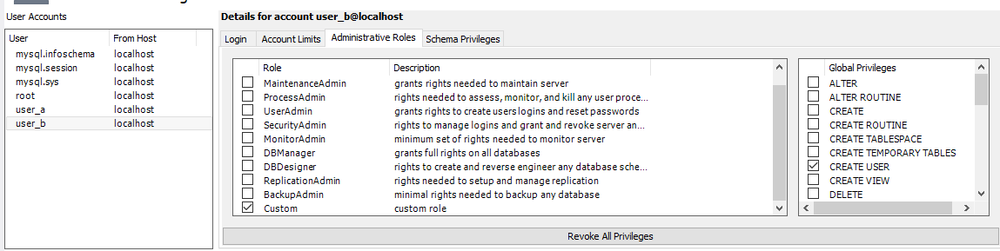 User Accounts
User From Host
mysql.infoschema localhost
mysql.session localhost
mysql.sys localhost
root localhost
user_a localhost
user_b localhost
Details for account user_b@localhost
Login Account Limits Administrative Roles Schema Privileges
Role Description
MaintenanceAdmin grants rights needed to maintain server
ProcessAdmin rights needed to assess, monitor, and kill any user proce...
UserAdmin grants rights to create users logins and reset passwords
SecurityAdmin rights to manage logins and grant and revoke server an...
MonitorAdmin minimum set of rights needed to monitor server
DBManager grants full rights on all databases
DBDesigner rights to create and reverse engineer any database sche...
ReplicationAdmin rights needed to setup and manage replication
BackupAdmin minimal rights needed to backup any database
Custom custom role
Global Privileges
ALTER
ALTER ROUTINE
CREATE
CREATE ROUTINE
CREATE TABLESPACE
CREATE TEMPORARY TABLES
CREATE USER
CREATE VIEW
DELETE
Revoke All Privileges